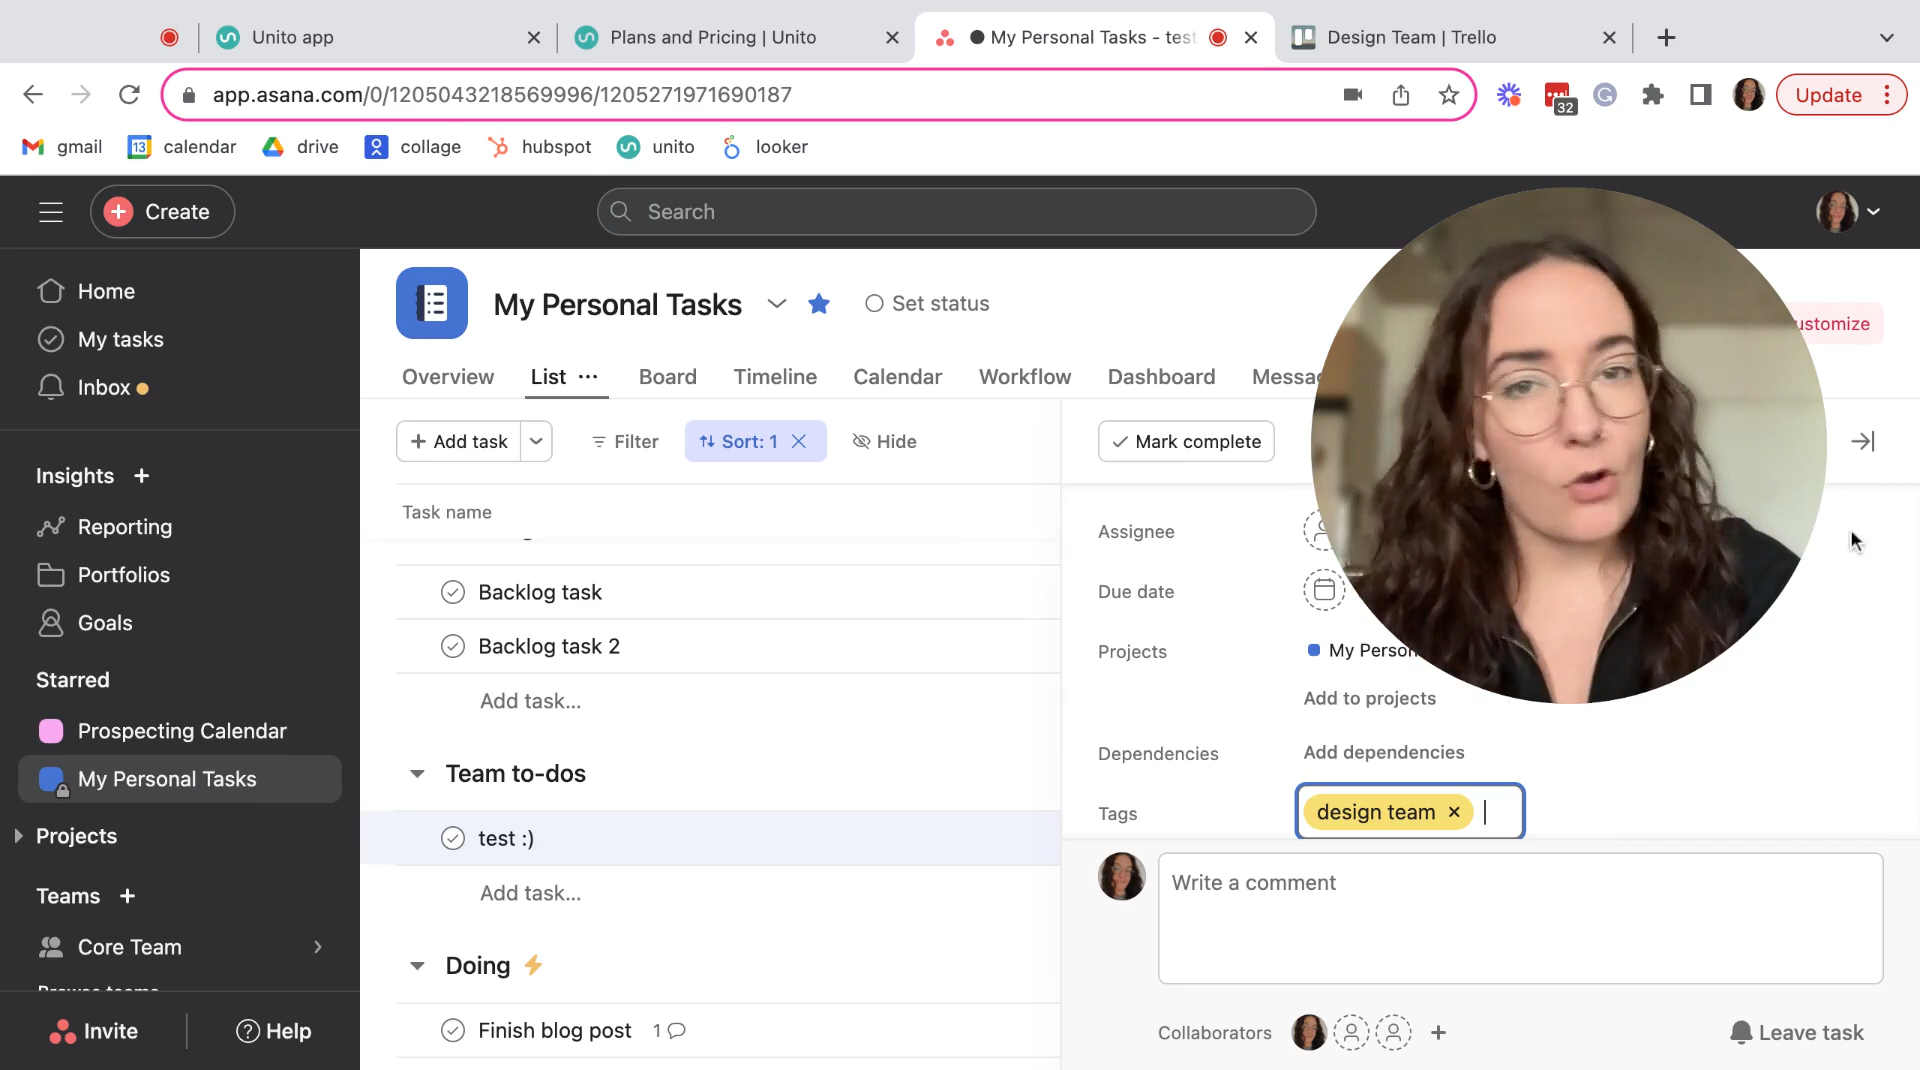 Unito app
Plans and Pricing | Unito
My Personal Tasks - test
Design Team | Trello
app.asana.com/0/1205043218569996/1205271971690187
32
Update
gmail
13
calendar
drive
collage
hubspot
unito
looker
Create
Search
Home
My tasks
Inbox
Insights +
Reporting
Portfolios
Goals
Starred
Prospecting Calendar
My Personal Tasks
Projects
Teams +
Core Team
Browse teams
Invite
Help
My Personal Tasks
Set status
Overview
List
Board
Timeline
Calendar
Workflow
Dashboard
+ Add task
Filter
Sort: 1
Hide
Task name
Backlog task
Backlog task 2
Add task...
Team to-dos
test :)
Add task...
Doing ⚡
Finish blog post
1
Mark complete
Assignee
Due date
Projects
My
Add to projects
Dependencies
Add dependencies
Tags
design team
Write a comment
Collaborators
Leave task